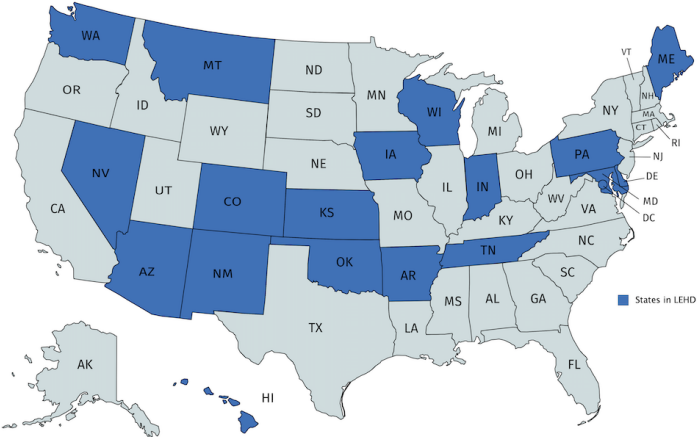 WA
MT
ND
MN
ME
VT
NH
OR
ID
SD
WI
NY
MA
CT
RI
WY
MI
IA
PA
NJ
NV
UT
NE
IL
IN
OH
DE
MD
DC
CA
CO
KS
MO
WV
VA
KY
NC
TN
AZ
NM
OK
AR
SC
MS
AL
GA
States in LEHD
TX
LA
AK
FL
HI